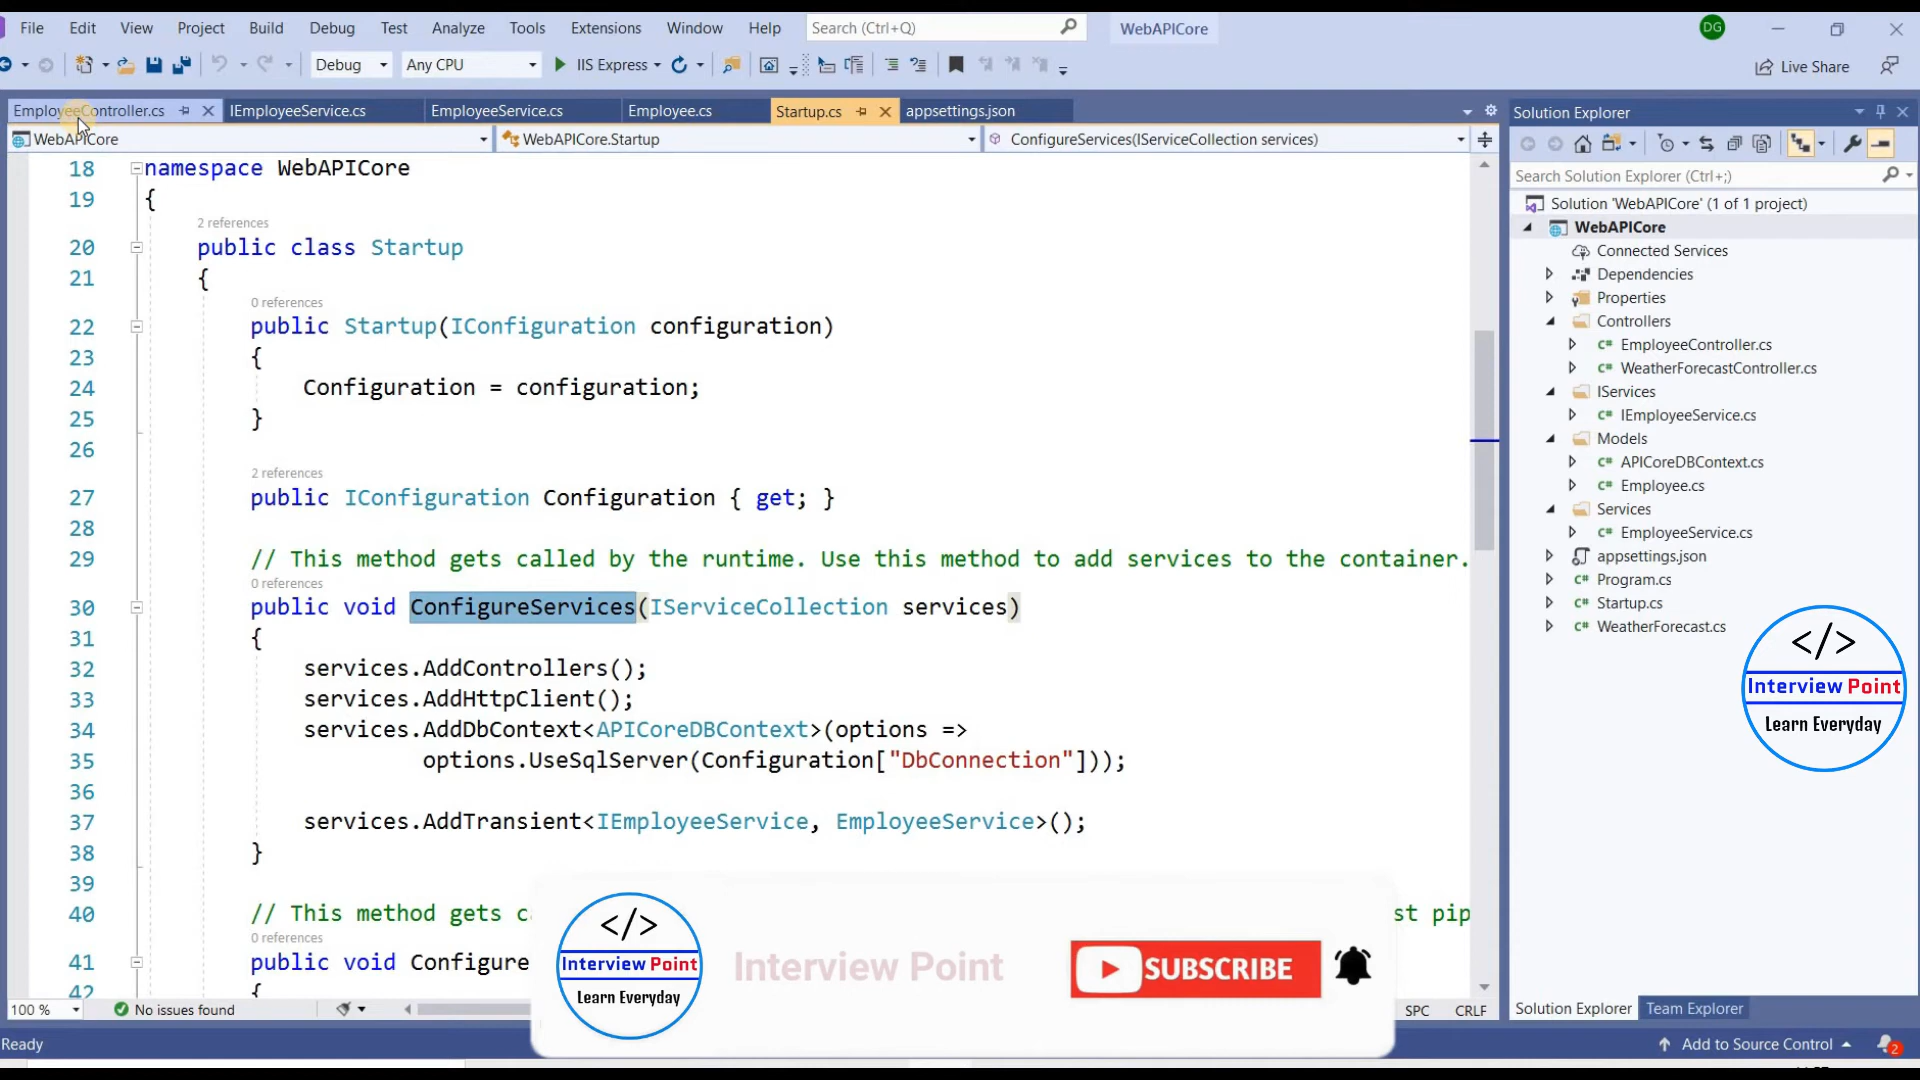 File Edit View Project Build Debug Test Analyze Tools Extensions Window Help Search (Ctrl+Q) WebAPICore DG
Debug Any CPU IIS Express Live Share
EmployeeController.cs IEmployeeService.cs EmployeeService.cs Employee.cs Startup.cs appsettings.json
WebAPICore WebAPICore.Startup ConfigureServices(IServiceCollection services)
18 namespace WebAPICore
19 {
2 references
20 public class Startup
21 {
0 references
22 public Startup(IConfiguration configuration)
23 {
24 Configuration = configuration;
25 }
26
2 references
27 public IConfiguration Configuration { get; }
28
29 // This method gets called by the runtime. Use this method to add services to the container.
0 references
30 public void ConfigureServices(IServiceCollection services)
31 {
32 services.AddControllers();
33 services.AddHttpClient();
34 services.AddDbContext<APICoreDBContext>(options =>
35 options.UseSqlServer(Configuration["DbConnection"]));
36
37 services.AddTransient<IEmployeeService, EmployeeService>();
38 }
39
40 // This method gets c st pip
0 references
41 public void Configure
42 {
100 % No issues found SPC CRLF
Ready Add to Source Control 2
Solution Explorer
Search Solution Explorer (Ctrl+;)
Solution 'WebAPICore' (1 of 1 project)
WebAPICore
Connected Services
Dependencies
Properties
Controllers
C# EmployeeController.cs
C# WeatherForecastController.cs
IServices
C# IEmployeeService.cs
Models
C# APICoreDBContext.cs
C# Employee.cs
Services
C# EmployeeService.cs
appsettings.json
C# Program.cs
C# Startup.cs
C# WeatherForecast.cs
Solution Explorer Team Explorer
</>
Interview Point
Learn Everyday
</>
Interview Point
Learn Everyday
Interview Point
SUBSCRIBE